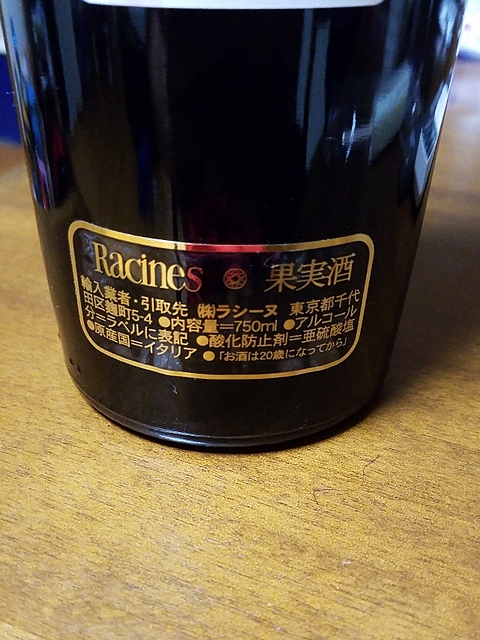 Racines 果実酒
輸入業者・引取先 ㈱ラシーヌ 東京都千代
田区麹町5-4 ●内容量=750ml ●アルコール
分=ラベルに表記 ●酸化防止剤=亜硫酸塩
●原産国=イタリア ●「お酒は20歳になってから」